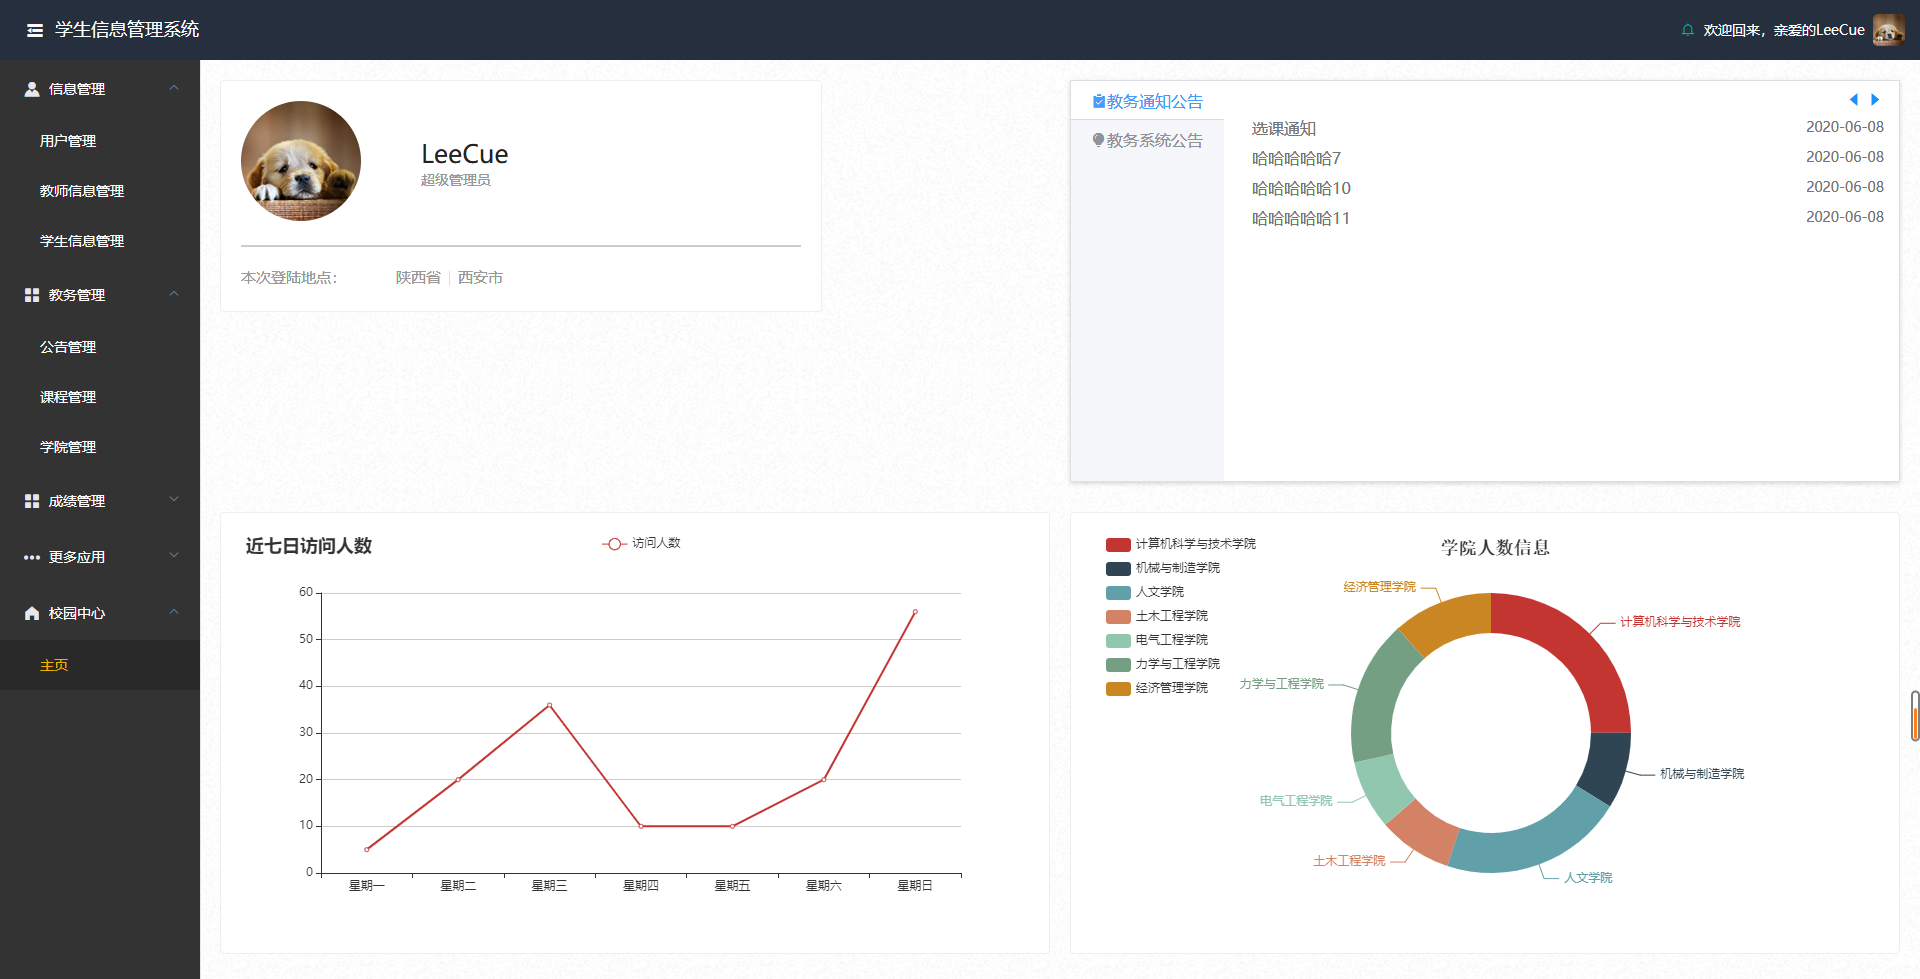 学生信息管理系统
欢迎回来，亲爱的LeeCue
信息管理
用户管理
教师信息管理
学生信息管理
教务管理
公告管理
课程管理
学院管理
成绩管理
更多应用
校园中心
主页
LeeCue
超级管理员
本次登陆地点：
陕西省
西安市
教务通知公告
教务系统公告
选课通知 2020-06-08
哈哈哈哈哈7 2020-06-08
哈哈哈哈哈10 2020-06-08
哈哈哈哈哈11 2020-06-08
近七日访问人数
访问人数
60
50
40
30
20
10
0
星期一 星期二 星期三 星期四 星期五 星期六 星期日
学院人数信息
计算机科学与技术学院
机械与制造学院
人文学院
土木工程学院
电气工程学院
力学与工程学院
经济管理学院
经济管理学院
计算机科学与技术学院
力学与工程学院
机械与制造学院
电气工程学院
土木工程学院
人文学院